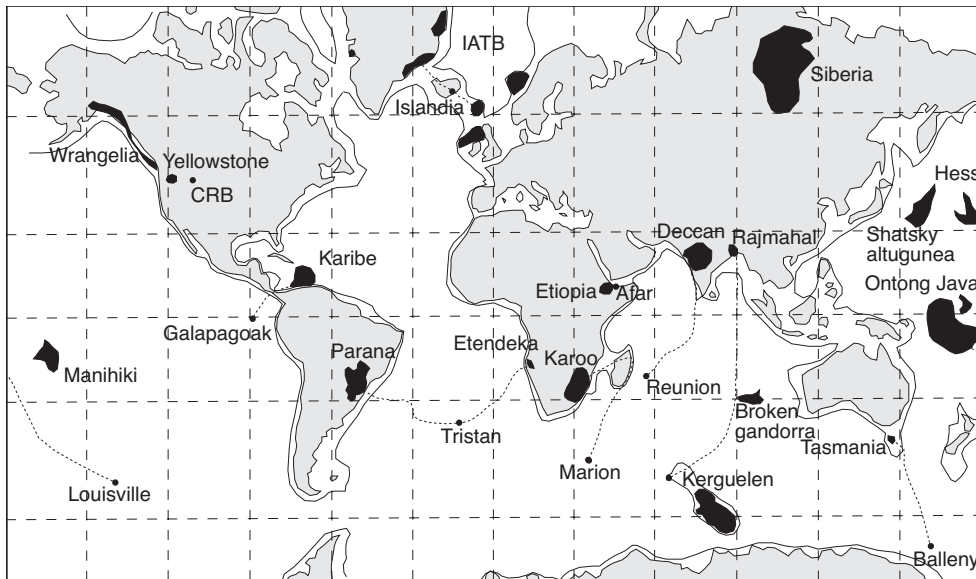 IATB
Siberia
Islandia
Wrangelia
Yellowstone
CRB
Hess
Shatsky
altugunea
Deccan
Rajmahal
Karibe
Etiopia
Afar
Ontong Java
Galapagoak
Etendeka
Parana
Karoo
Manihiki
Reunion
Broken
gandorra
Tristan
Tasmania
Marion
Louisville
Kerguelen
Balleny